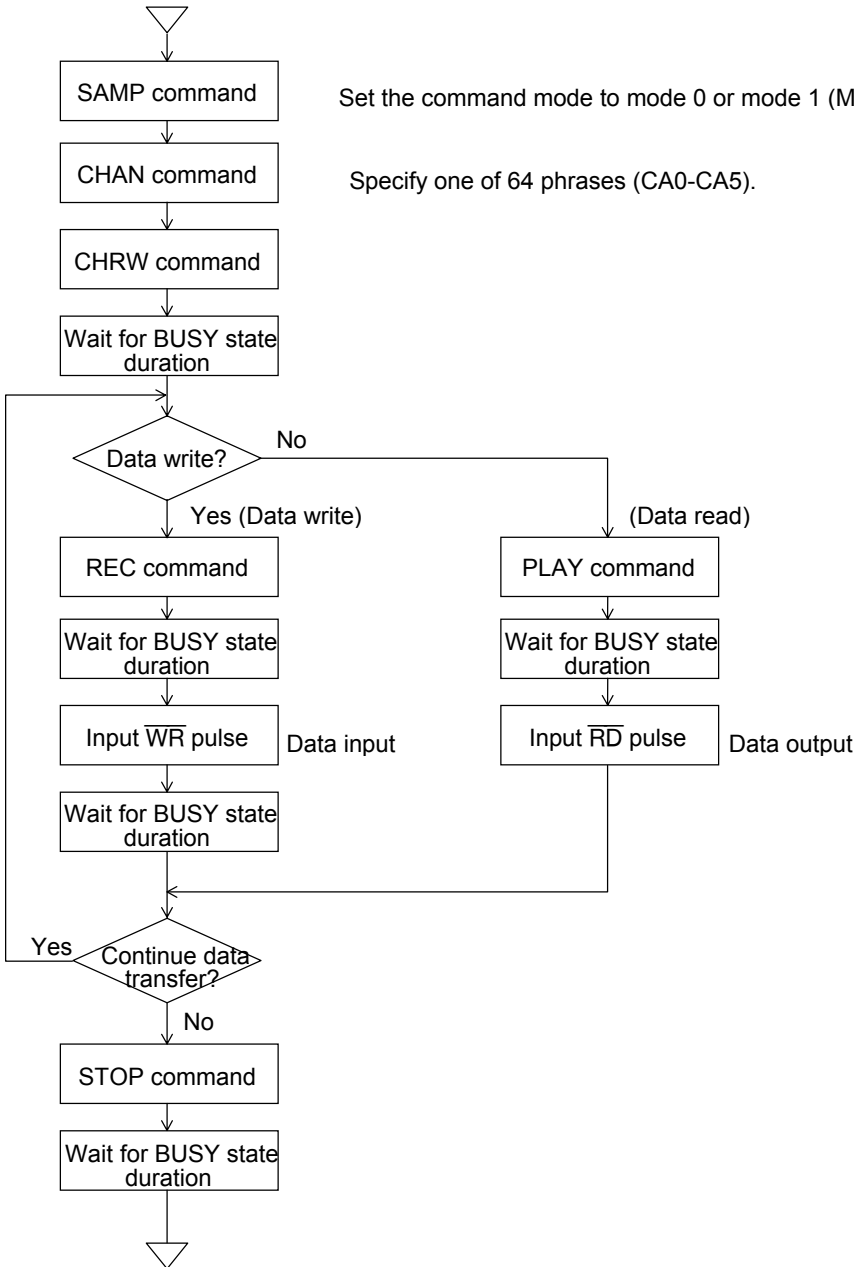 SAMP command
Set the command mode to mode 0 or mode 1 (M
CHAN command
Specify one of 64 phrases (CA0-CA5).
CHRW command
Wait for BUSY state
duration
Data write?
No
Yes (Data write)
(Data read)
REC command
PLAY command
Wait for BUSY state
duration
Wait for BUSY state
duration
Input W̅R̅ pulse
Data input
Input R̅D̅ pulse
Data output
Wait for BUSY state
duration
Yes
Continue data
transfer?
No
STOP command
Wait for BUSY state
duration